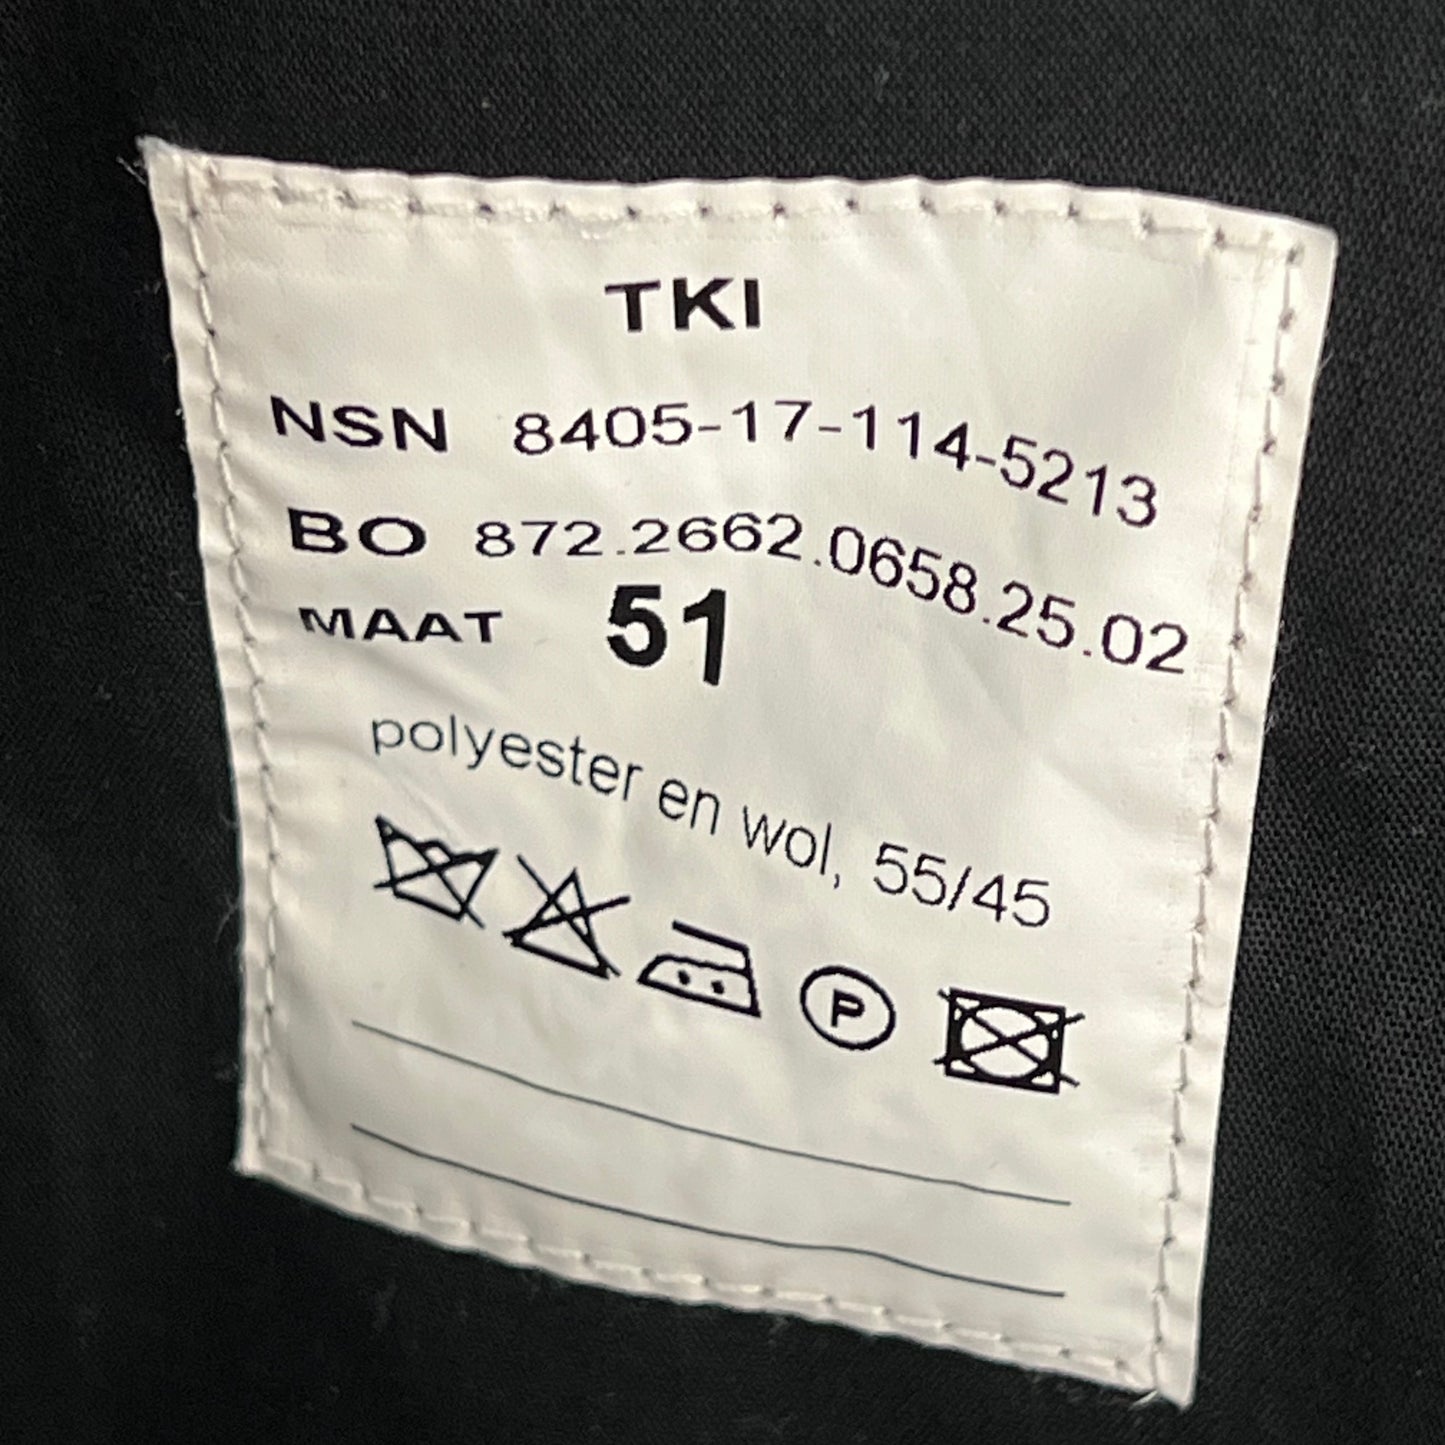 TKI
NSN 8405-17-114-5213
BO 872.2662.0658.25.02
MAAT 51
polyester en wol, 55/45
P